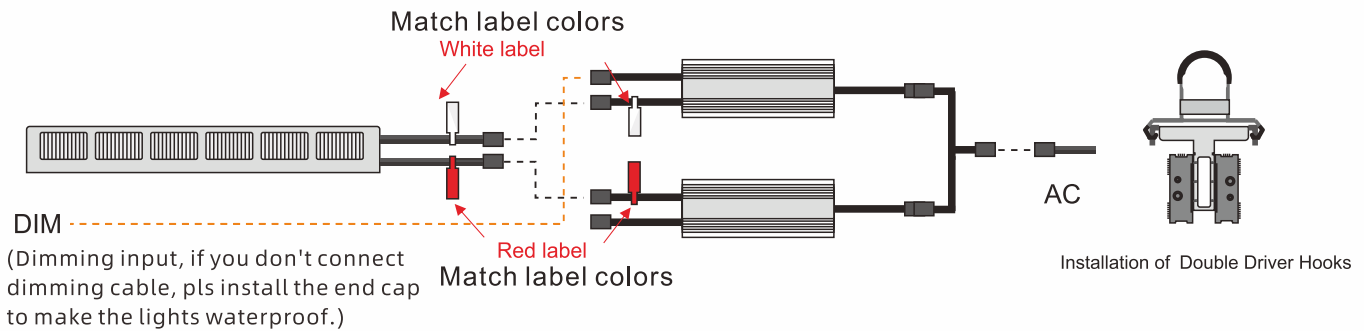 Match label colors
White label
DIM
(Dimming input, if you don't connect
dimming cable, pls install the end cap
to make the lights waterproof.)
Red label
Match label colors
AC
Installation of Double Driver Hooks